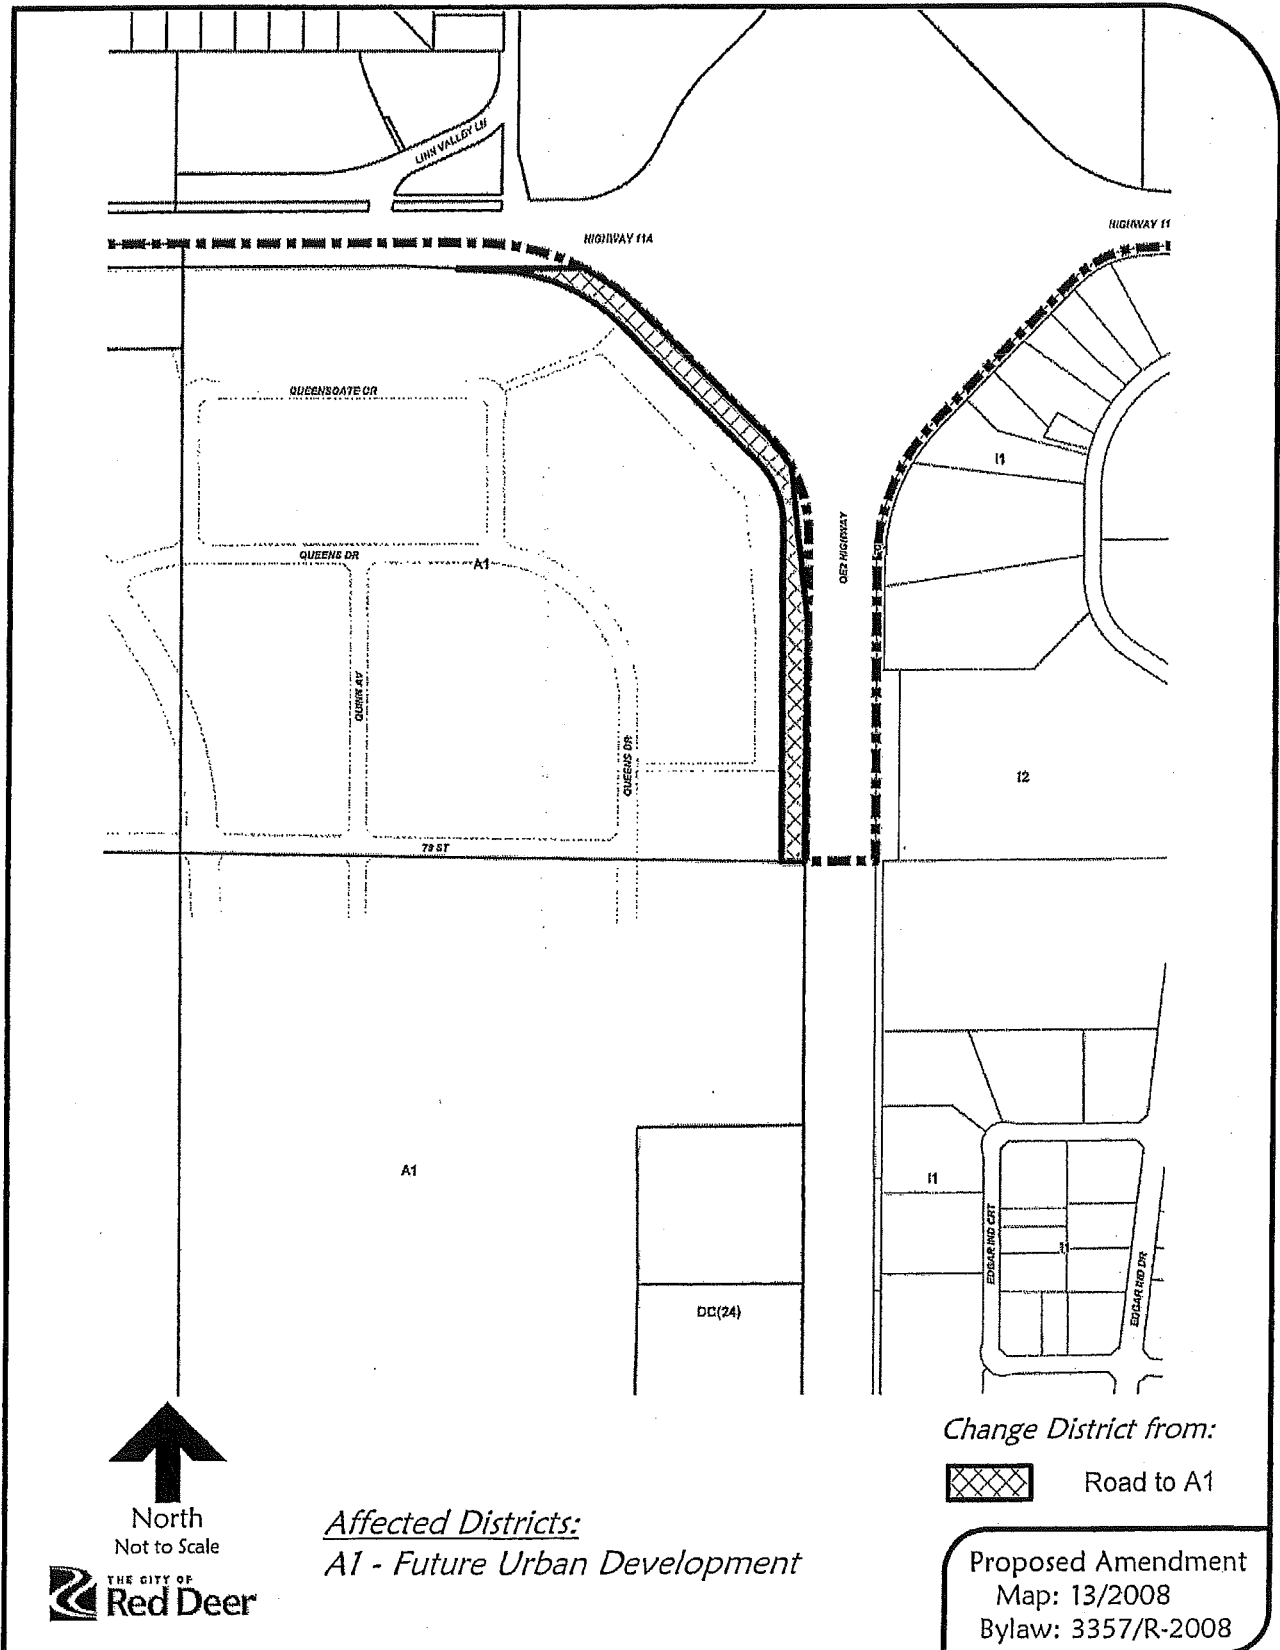 LINN VALLEY LN
HIGHWAY 11A
HIGHWAY 11
QUEENSGATE CR
I1
QE2 HIGHWAY
QUEENS DR
A1
QUINN AV
QUEENS DR
I2
79 ST
A1
I1
EDGAR IND CRT
I1
EDGAR IND DR
DC(24)
Change District from:
Road to A1
North
Not to Scale
Affected Districts:
A1 - Future Urban Development
THE CITY OF
Red Deer
Proposed Amendment
Map: 13/2008
Bylaw: 3357/R-2008